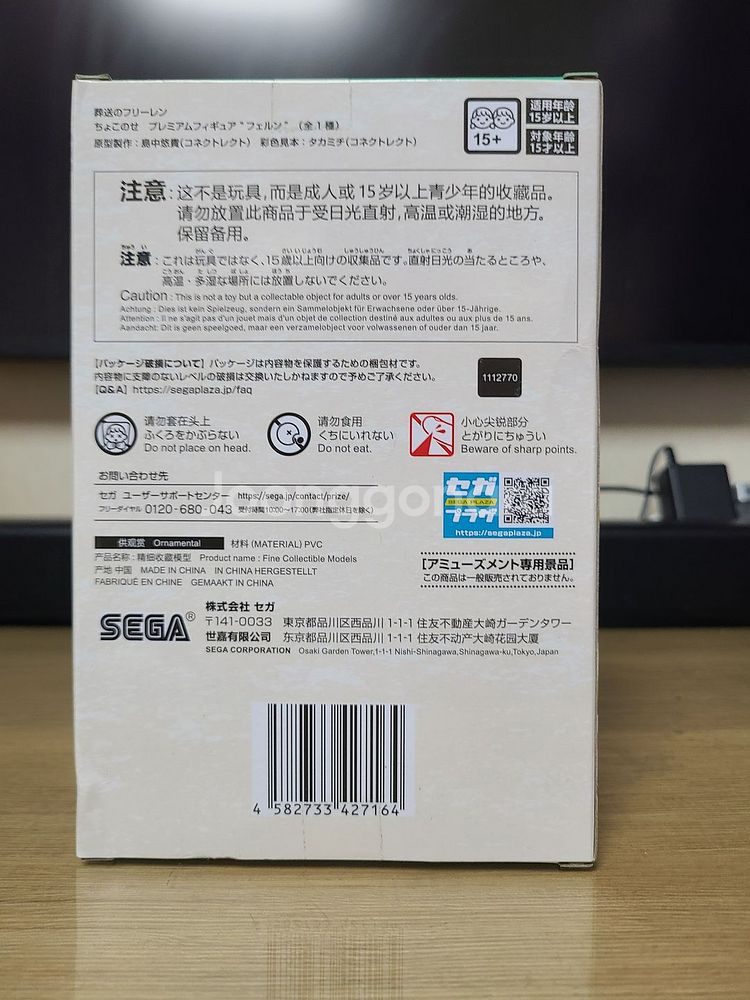 葬送のフリーレン
ちょこのせ プレミアムフィギュア"フェルン"（全1種）
原型製作：島中悠貴(コネクトレクト) 彩色見本：タカミチ(コネクトレクト)
15+
适用年龄
15岁以上
対象年齢
15才以上
注意：这不是玩具,而是成人或15岁以上青少年的收藏品。
请勿放置此商品于受日光直射,高温或潮湿的地方。
保留备用。
注意：これは玩具ではなく、15歳以上向けの収集品です。直射日光の当たるところや、
高温・多湿な場所には放置しないでください。
Caution : This is not a toy but a collectable object for adults or over 15 years olds.
Achtung : Dies ist kein Spielzeug, sondern ein Sammelobjekt für Erwachsene oder über 15-Jährige.
Attention : Il ne s'agit pas d'un jouet mais d'un objet de collection destiné aux adultes ou aux plus de 15 ans.
Aandacht: Dit is geen speelgoed, maar een verzamelobject voor volwassenen of ouder dan 15 jaar.
【パッケージ破損について】パッケージは内容物を保護するための梱包材です。
内容物に支障のないレベルの破損は交換いたしかねますので予めご了承ください。
【Q&A】https://segaplaza.jp/faq
1112770
请勿套在头上
ふくろをかぶらない
Do not place on head.
请勿食用
くちにいれない
Do not eat.
小心尖锐部分
とがりにちゅうい
Beware of sharp points.
お問い合わせ先
セガ ユーザーサポートセンター https://sega.jp/contact/prize/
フリーダイヤル 0120-680-043 受付時間10:00〜17:00(弊社指定休日を除く)
セガ
SEGA PLAZA
プラザ
https://segaplaza.jp
供观赏 Ornamental 材料 (MATERIAL) PVC
产品名称 : 精细收藏模型 Product name : Fine Collectible Models
产地 中国 MADE IN CHINA IN CHINA HERGESTELLT
FABRIQUÉ EN CHINE GEMAAKT IN CHINA
【アミューズメント専用景品】
この商品は一般販売されておりません。
SEGA®
株式会社 セガ
〒141-0033 東京都品川区西品川 1-1-1 住友不動産大崎ガーデンタワー
世嘉有限公司 东京都品川区西品川 1-1-1 住友不动产大崎花园大厦
SEGA CORPORATION Osaki Garden Tower,1-1-1 Nishi-Shinagawa,Shinagawa-ku,Tokyo,Japan
4 582733 427164